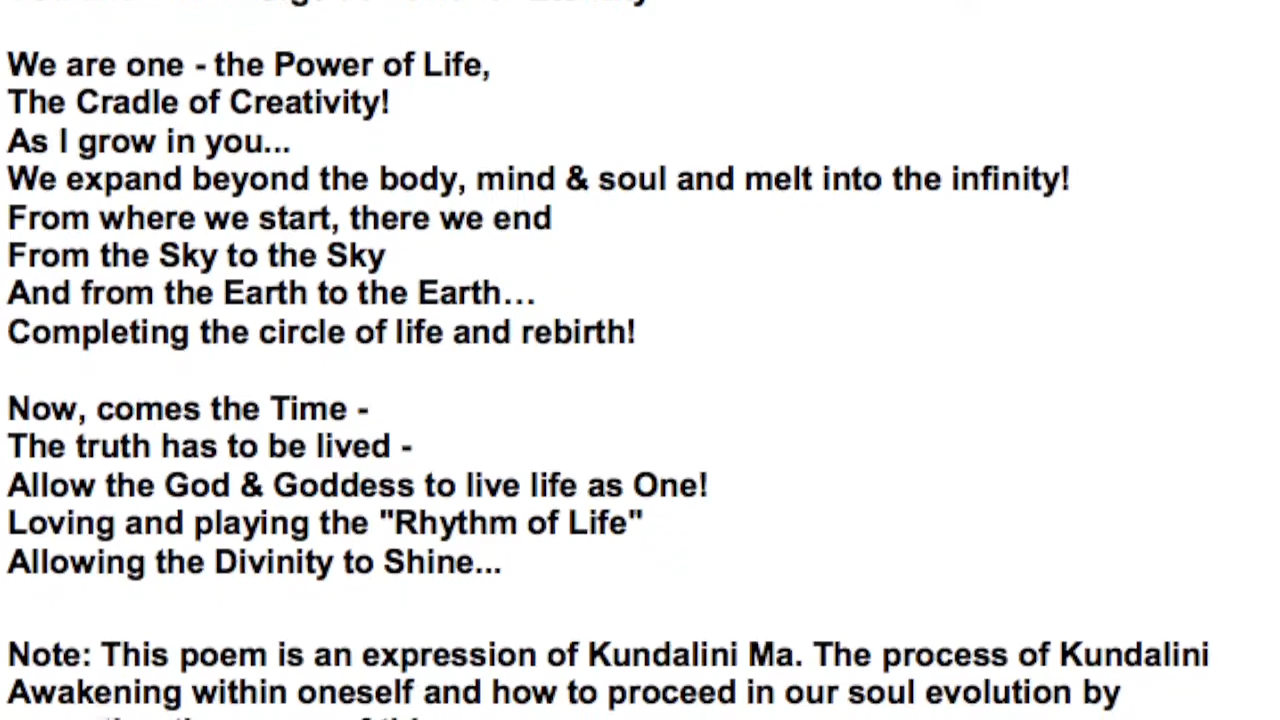 We are one - the Power of Life,
The Cradle of Creativity!
As I grow in you...
We expand beyond the body, mind & soul and melt into the infinity!
From where we start, there we end
From the Sky to the Sky
And from the Earth to the Earth...
Completing the circle of life and rebirth!
Now, comes the Time -
The truth has to be lived -
Allow the God & Goddess to live life as One!
Loving and playing the "Rhythm of Life"
Allowing the Divinity to Shine...
Note: This poem is an expression of Kundalini Ma. The process of Kundalini
Awakening within oneself and how to proceed in our soul evolution by